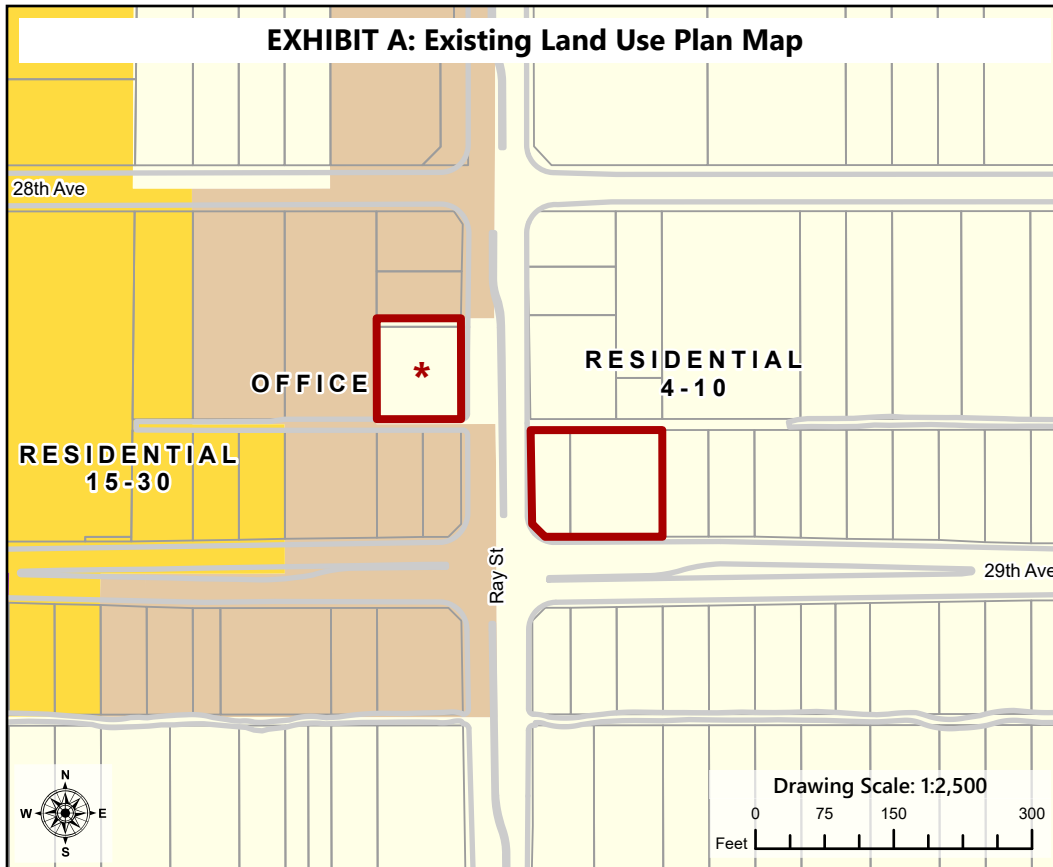 EXHIBIT A: Existing Land Use Plan Map
28th Ave
OFFICE
*
RESIDENTIAL
4-10
RESIDENTIAL
15-30
Ray St
29th Ave
N
W E
S
Drawing Scale: 1:2,500
0 75 150 300
Feet